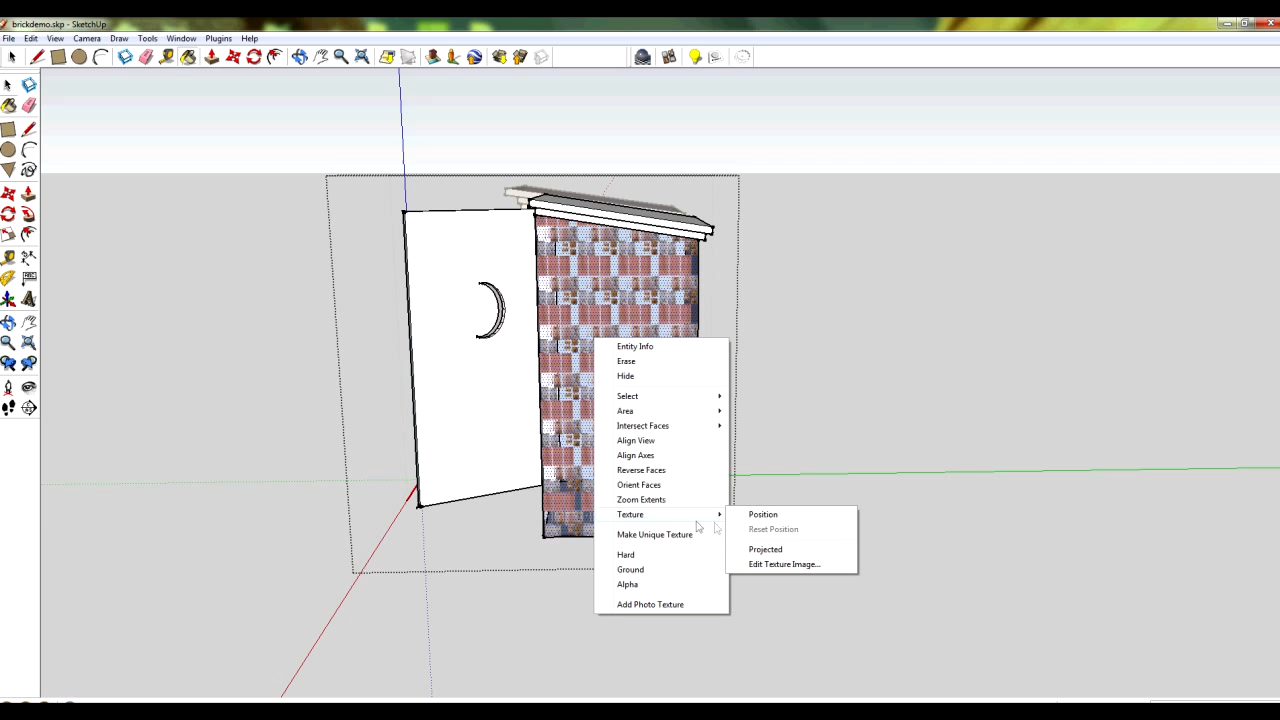 brickdemo.skp - SketchUp
File Edit View Camera Draw Tools Window Plugins Help
ABC
Entity Info
Erase
Hide
Select
Area
Intersect Faces
Align View
Align Axes
Reverse Faces
Orient Faces
Zoom Extents
Texture
Make Unique Texture
Hard
Ground
Alpha
Add Photo Texture
Position
Reset Position
Projected
Edit Texture Image...